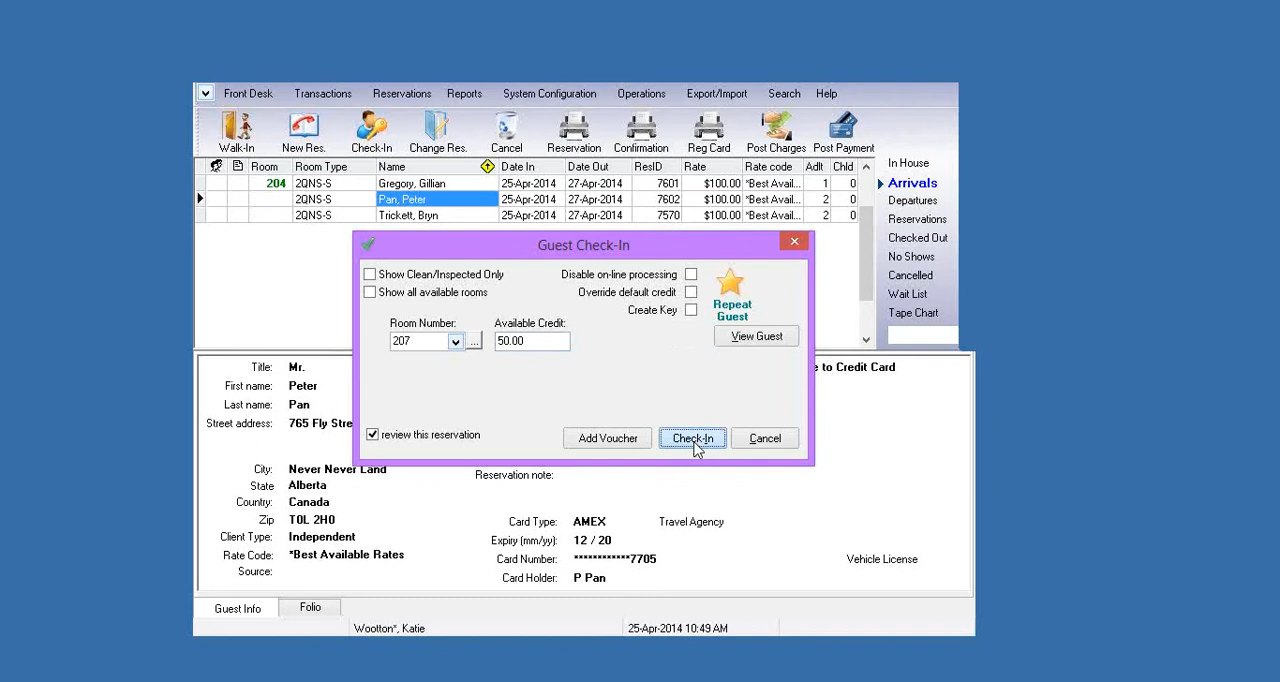 Front Desk Transactions Reservations Reports System Configuration Operations Export/Import Search Help
Walk-In New Res. Check-In Change Res. Cancel Reservation Confirmation Reg Card Post Charges Post Payment
Room Room Type Name Date In Date Out ResID Rate Rate code Adlt Chld
204 2QNS-S Gregory, Gillian 25-Apr-2014 27-Apr-2014 7601 $100.00 *Best Avail... 1 0
2QNS-S Pan, Peter 25-Apr-2014 27-Apr-2014 7602 $100.00 *Best Avail... 2 0
2QNS-S Trickett, Bryn 25-Apr-2014 27-Apr-2014 7570 $100.00 *Best Avail... 2 0
In House
Arrivals
Departures
Reservations
Checked Out
No Shows
Cancelled
Wait List
Tape Chart
Guest Check-In
Show Clean/Inspected Only
Show all available rooms
Disable on-line processing
Override default credit
Create Key
Repeat
Guest
View Guest
Room Number: Available Credit:
207 ... 50.00
review this reservation
Add Voucher Check-In Cancel
Title: Mr.
First name: Peter
Last name: Pan
Street address: 765 Fly Stre
e to Credit Card
City: Never Never Land
State Alberta
Country: Canada
Zip T0L 2H0
Client Type: Independent
Rate Code: *Best Available Rates
Source:
Reservation note:
Card Type: AMEX Travel Agency
Expiry (mm/yy): 12 / 20
Card Number: ************7705 Vehicle License
Card Holder: P Pan
Guest Info Folio
Wootton*, Katie 25-Apr-2014 10:49 AM